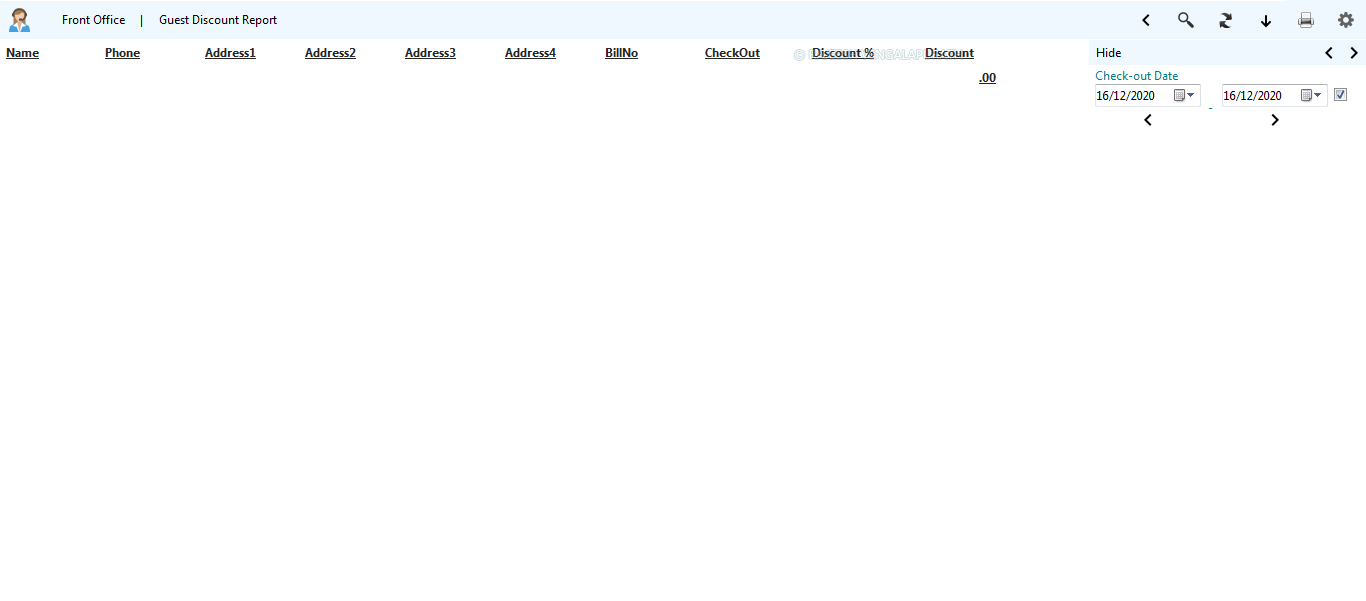 Front Office | Guest Discount Report
Name Phone Address1 Address2 Address3 Address4 BillNo CheckOut Discount % Discount
.00
Hide
Check-out Date
16/12/2020 - 16/12/2020